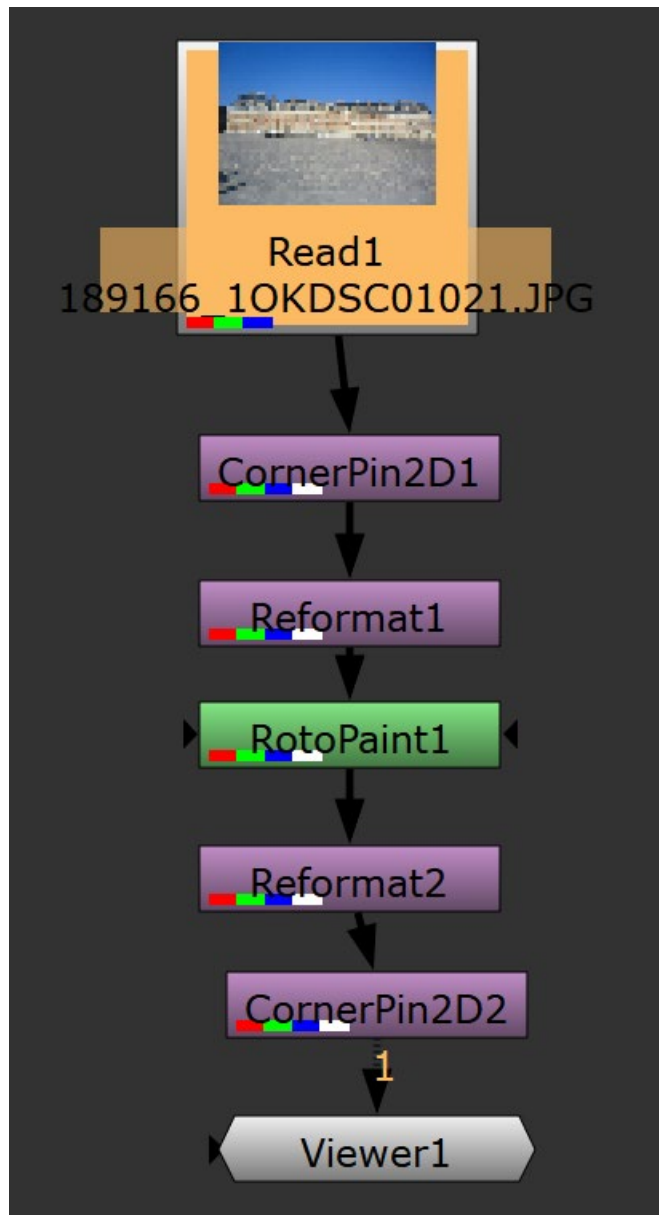 Read1
189166_1OKDSC01021.JPG
CornerPin2D1
Reformat1
RotoPaint1
Reformat2
CornerPin2D2
1
Viewer1